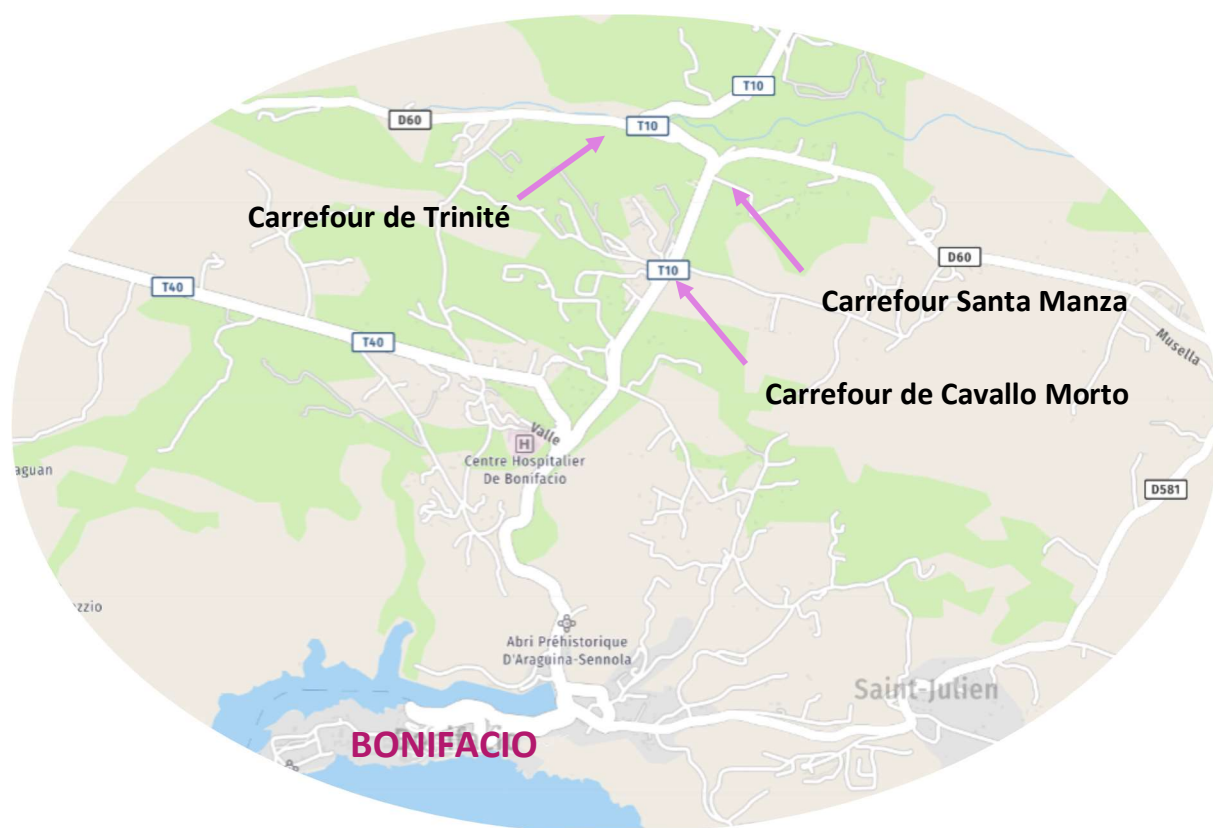 T10
D60
T10
Carrefour de Trinité
D60
T10
T40
Carrefour Santa Manza
Musella
T40
Carrefour de Cavallo Morto
Valle
H
Centre Hospitalier
De Bonifacio
aguan
D581
zzio
Abri Préhistorique
D'Araguina-Sennola
Saint-Julien
BONIFACIO